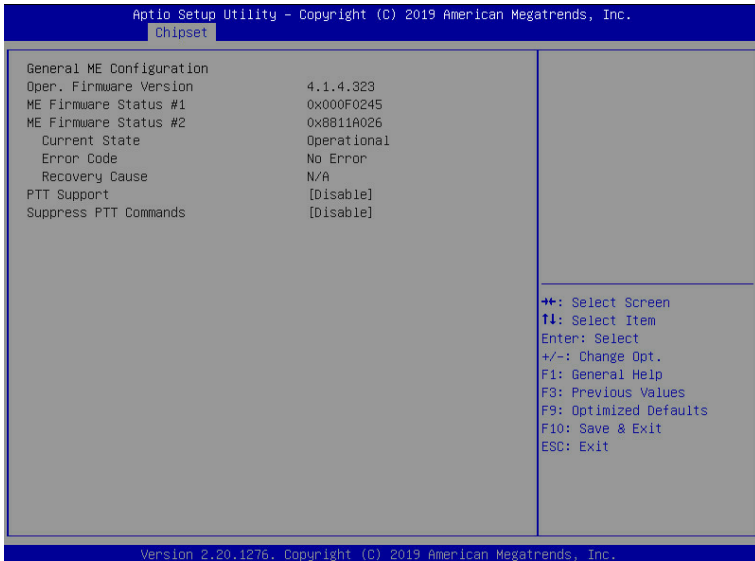 Aptio Setup Utility – Copyright (C) 2019 American Megatrends, Inc.
Chipset
General ME Configuration
Oper. Firmware Version 4.1.4.323
ME Firmware Status #1 0x000F0245
ME Firmware Status #2 0x8811A026
Current State Operational
Error Code No Error
Recovery Cause N/A
PTT Support [Disable]
Suppress PTT Commands [Disable]
→←: Select Screen
↑↓: Select Item
Enter: Select
+/-: Change Opt.
F1: General Help
F3: Previous Values
F9: Optimized Defaults
F10: Save & Exit
ESC: Exit
Version 2.20.1276. Copyright (C) 2019 American Megatrends, Inc.